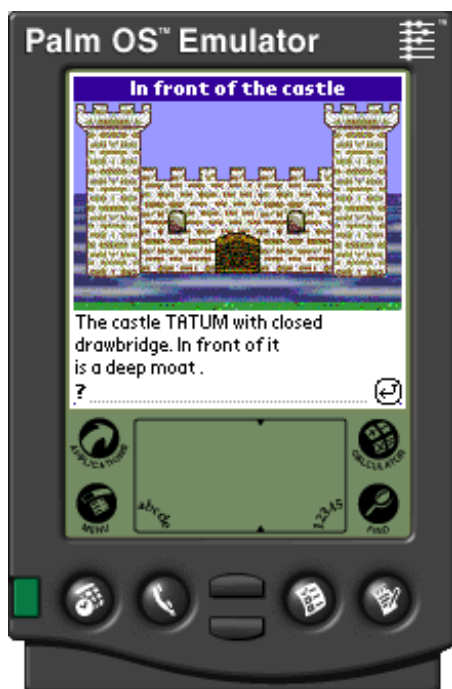 Palm OS™ Emulator
In front of the castle
The castle TATUM with closed
drawbridge. In front of it
is a deep moat .
?
APPLICATIONS
CALCULATOR
MENU
abcde
12345
FIND